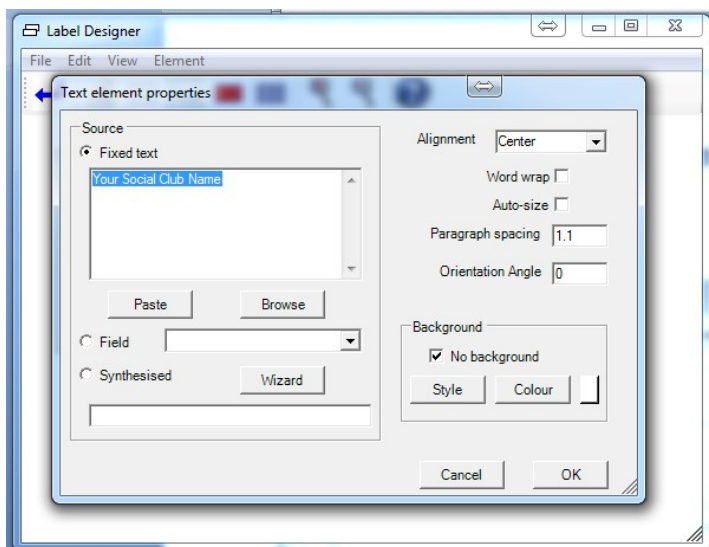 Label Designer
File Edit View Element
Text element properties
Source
Fixed text
Your Social Club Name
Paste Browse
Field
Synthesised Wizard
Alignment Center
Word wrap
Auto-size
Paragraph spacing 1.1
Orientation Angle 0
Background
No background
Style Colour
Cancel OK